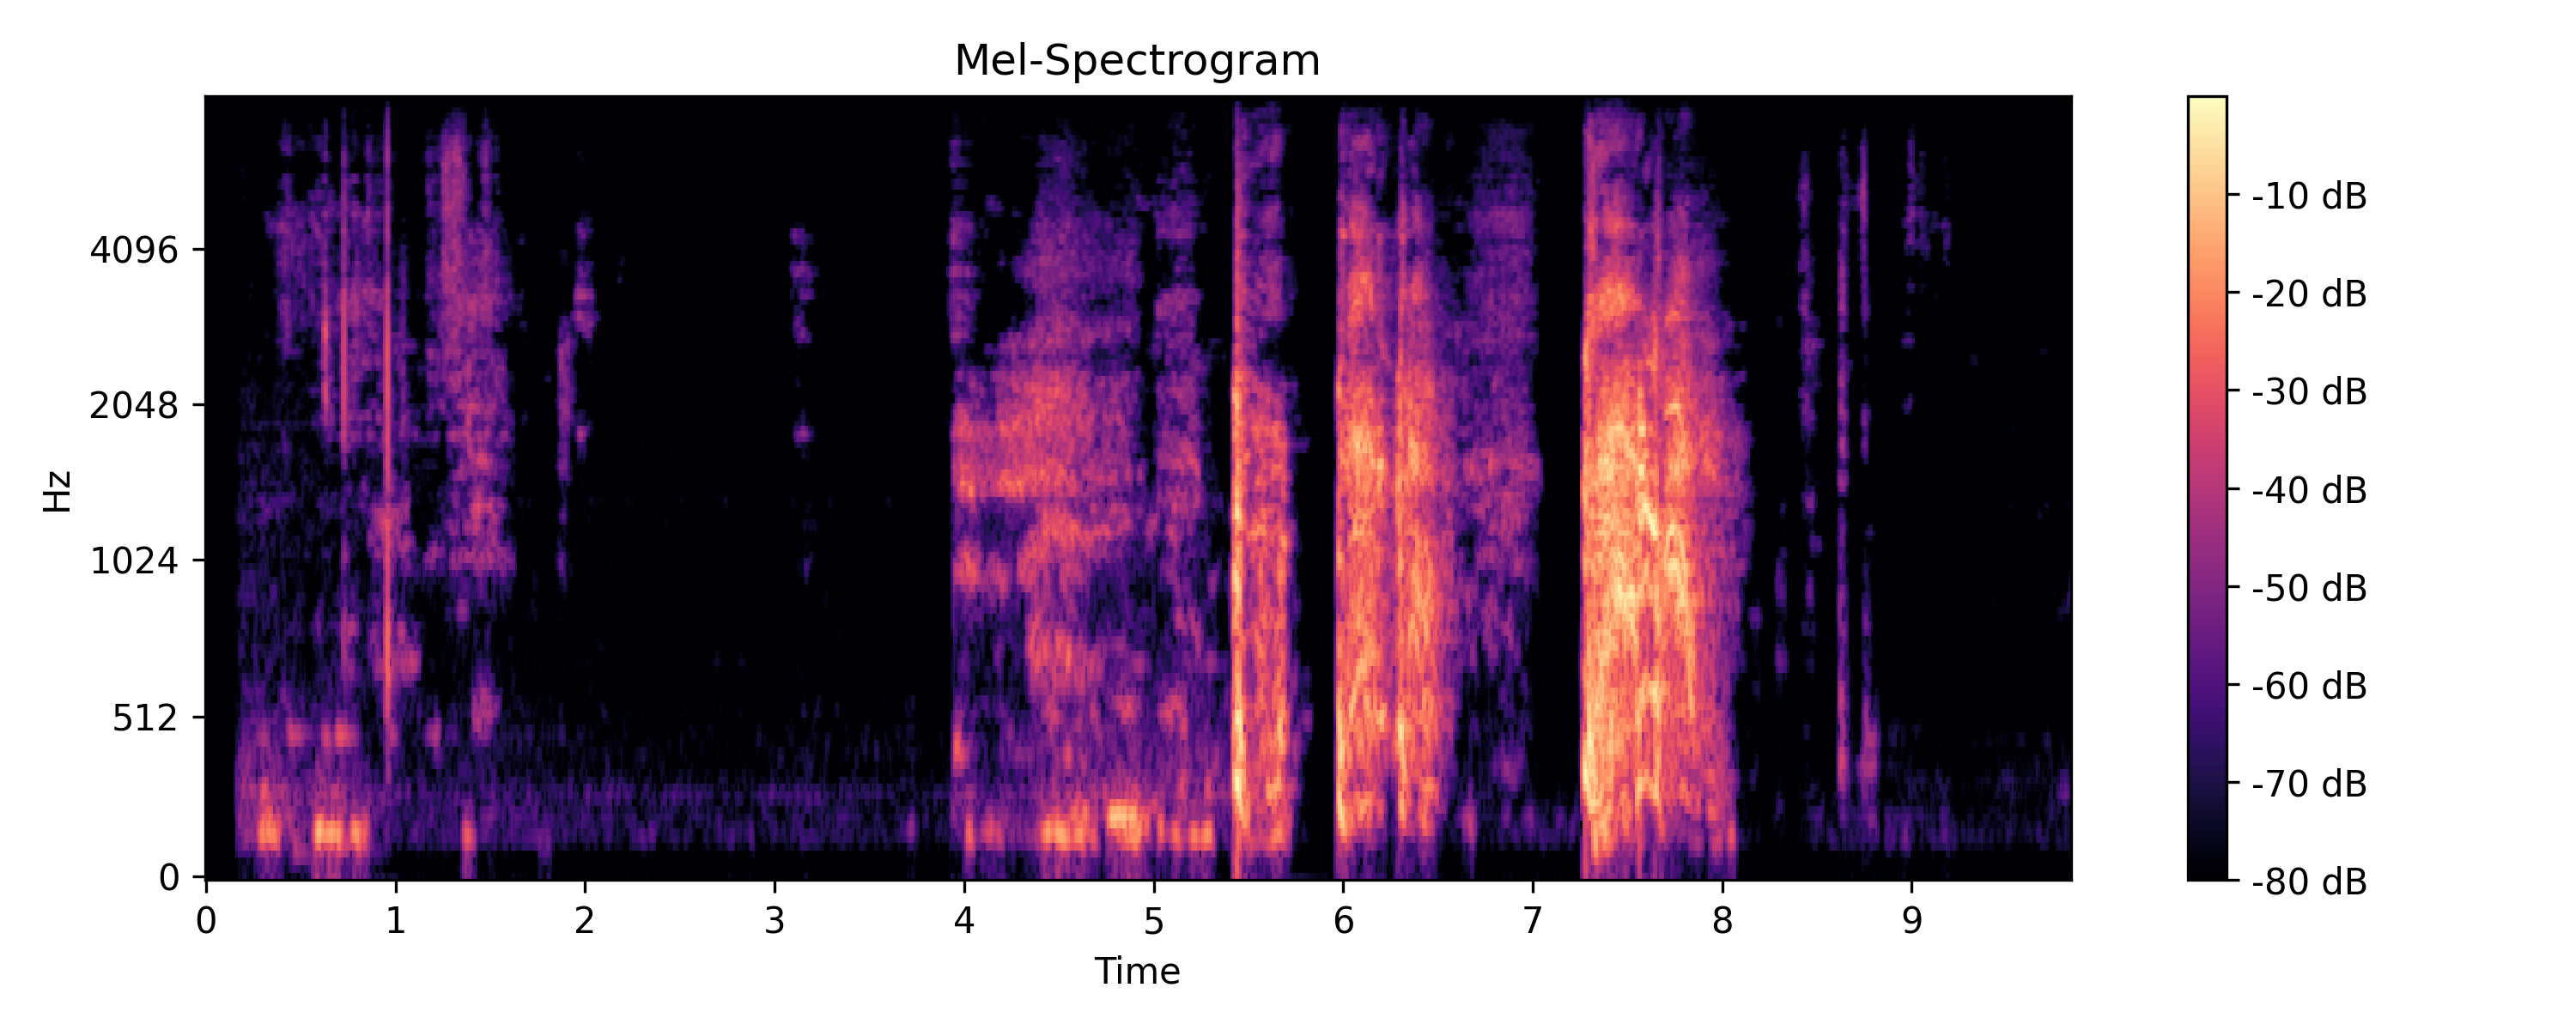 Mel-Spectrogram
Hz
4096
2048
1024
512
0
0 1 2 3 4 5 6 7 8 9
Time
-10 dB
-20 dB
-30 dB
-40 dB
-50 dB
-60 dB
-70 dB
-80 dB